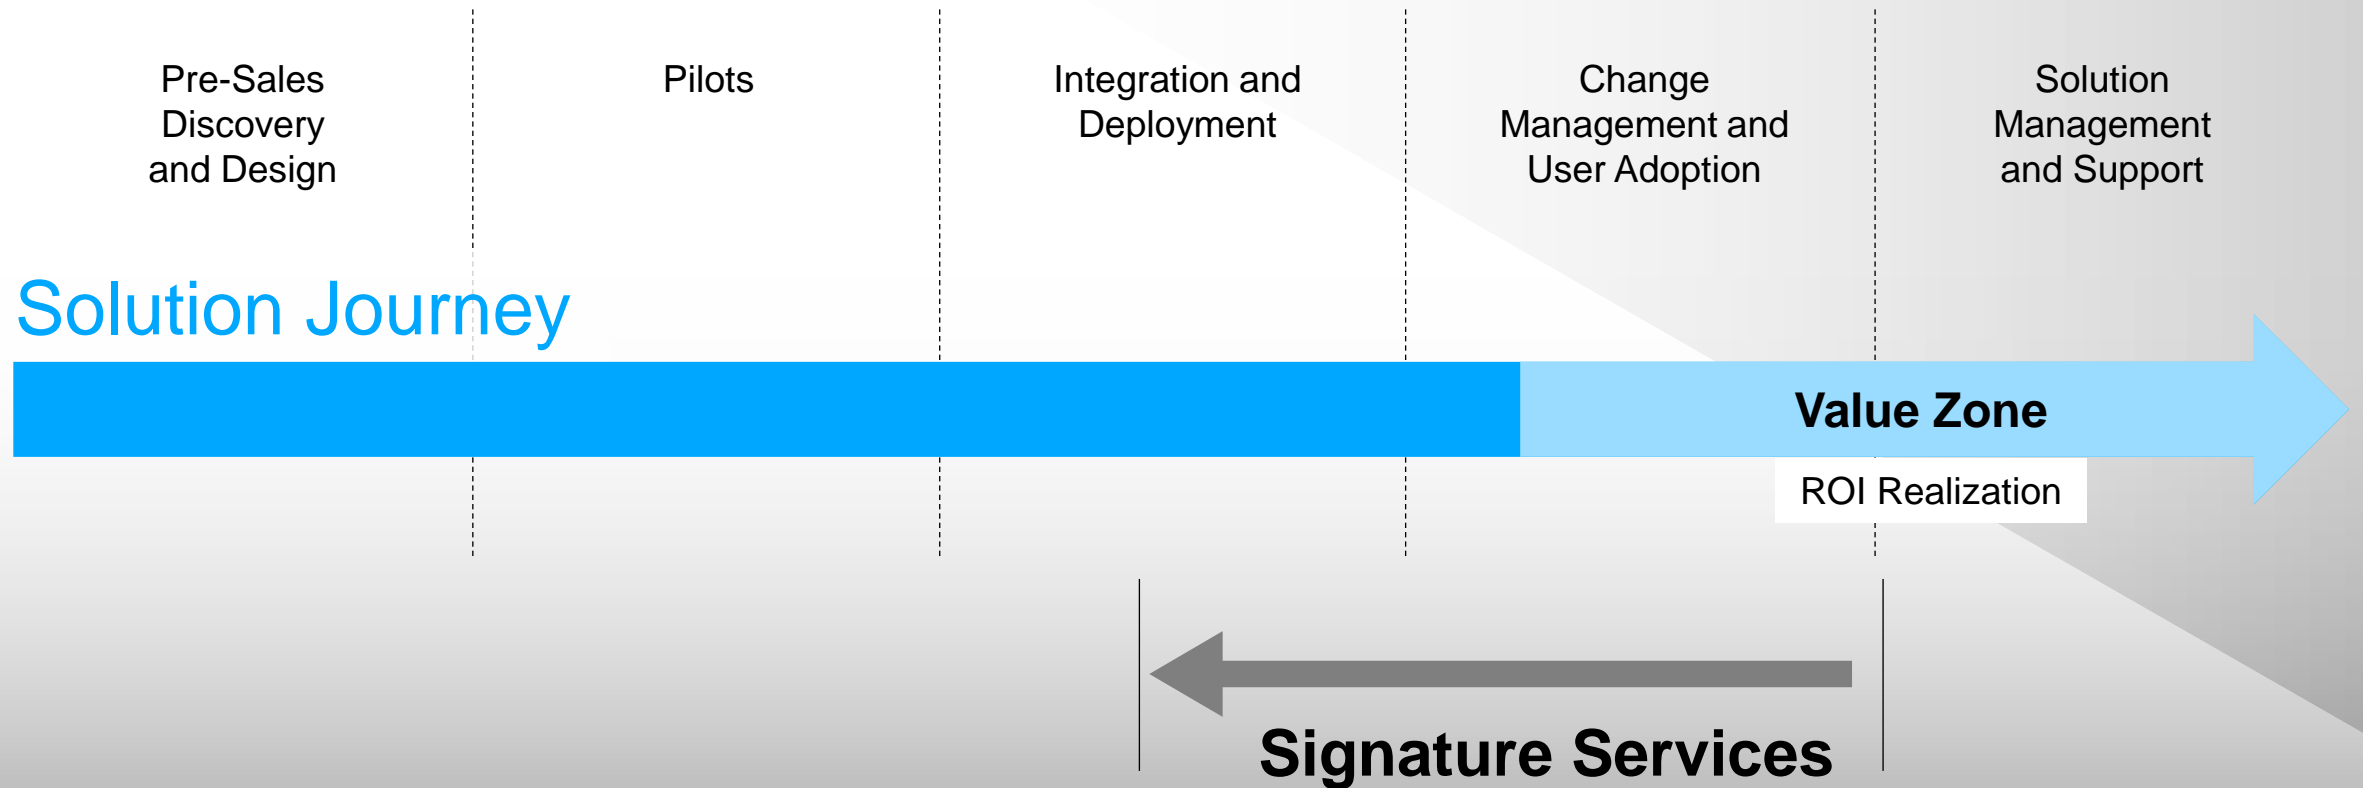 Pre-Sales
Discovery
and Design
Pilots
Integration and
Deployment
Change
Management and
User Adoption
Solution
Management
and Support
Solution Journey
Value Zone
ROI Realization
Signature Services